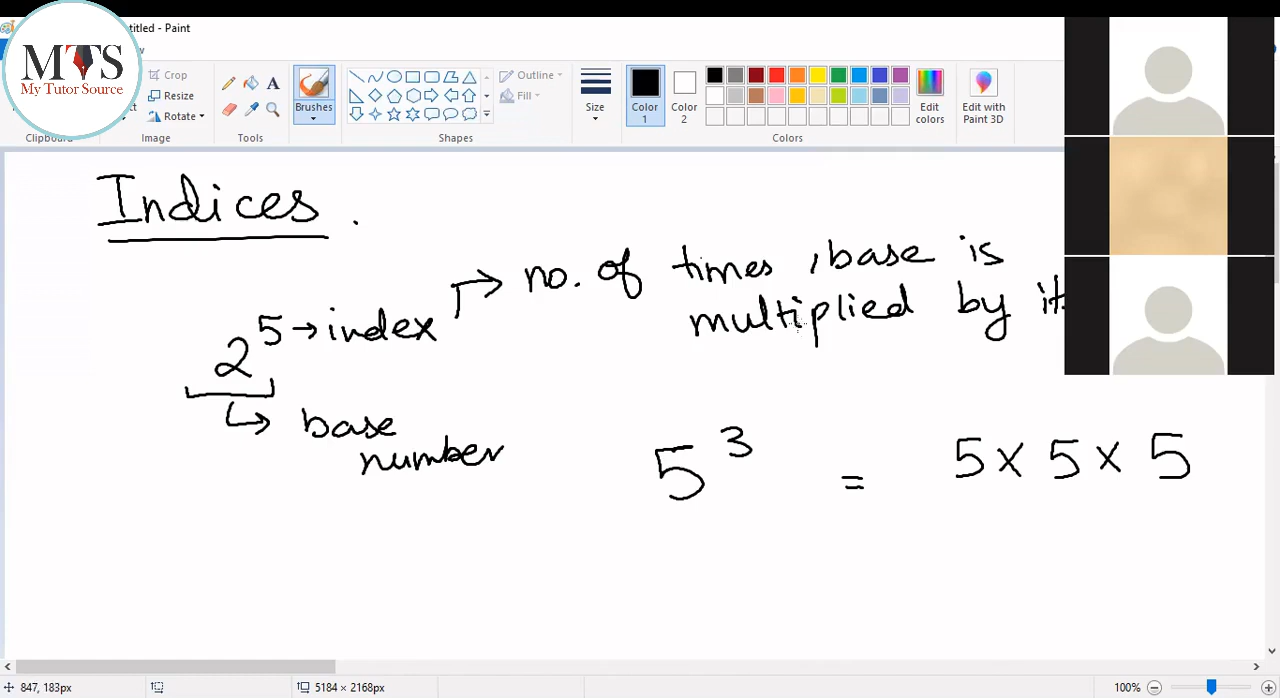 ntitled - Paint
MTS
My Tutor Source
Crop
Resize
Rotate
Clipboard
Image
Tools
Brushes
Shapes
Outline
Fill
Size
Color 1
Color 2
Colors
Edit colors
Edit with Paint 3D
Indices .
no. of times , base is
multiplied by it
2^5 → index
base
number
5^3 = 5 × 5 × 5
847, 183px
5184 × 2168px
100%